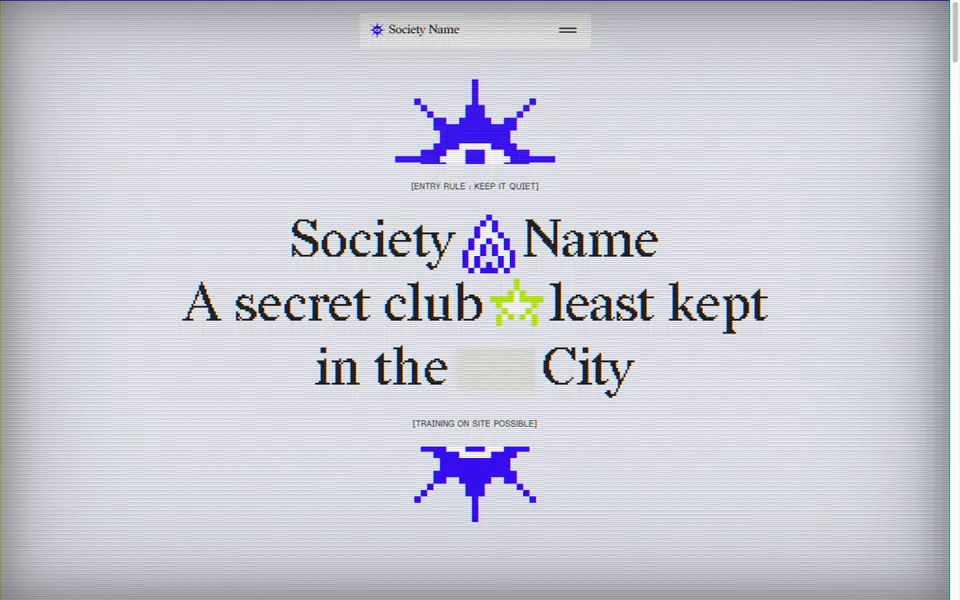 Society Name
[ENTRY RULE : KEEP IT QUIET]
Society Name
A secret club least kept
in the City
[TRAINING ON SITE POSSIBLE]